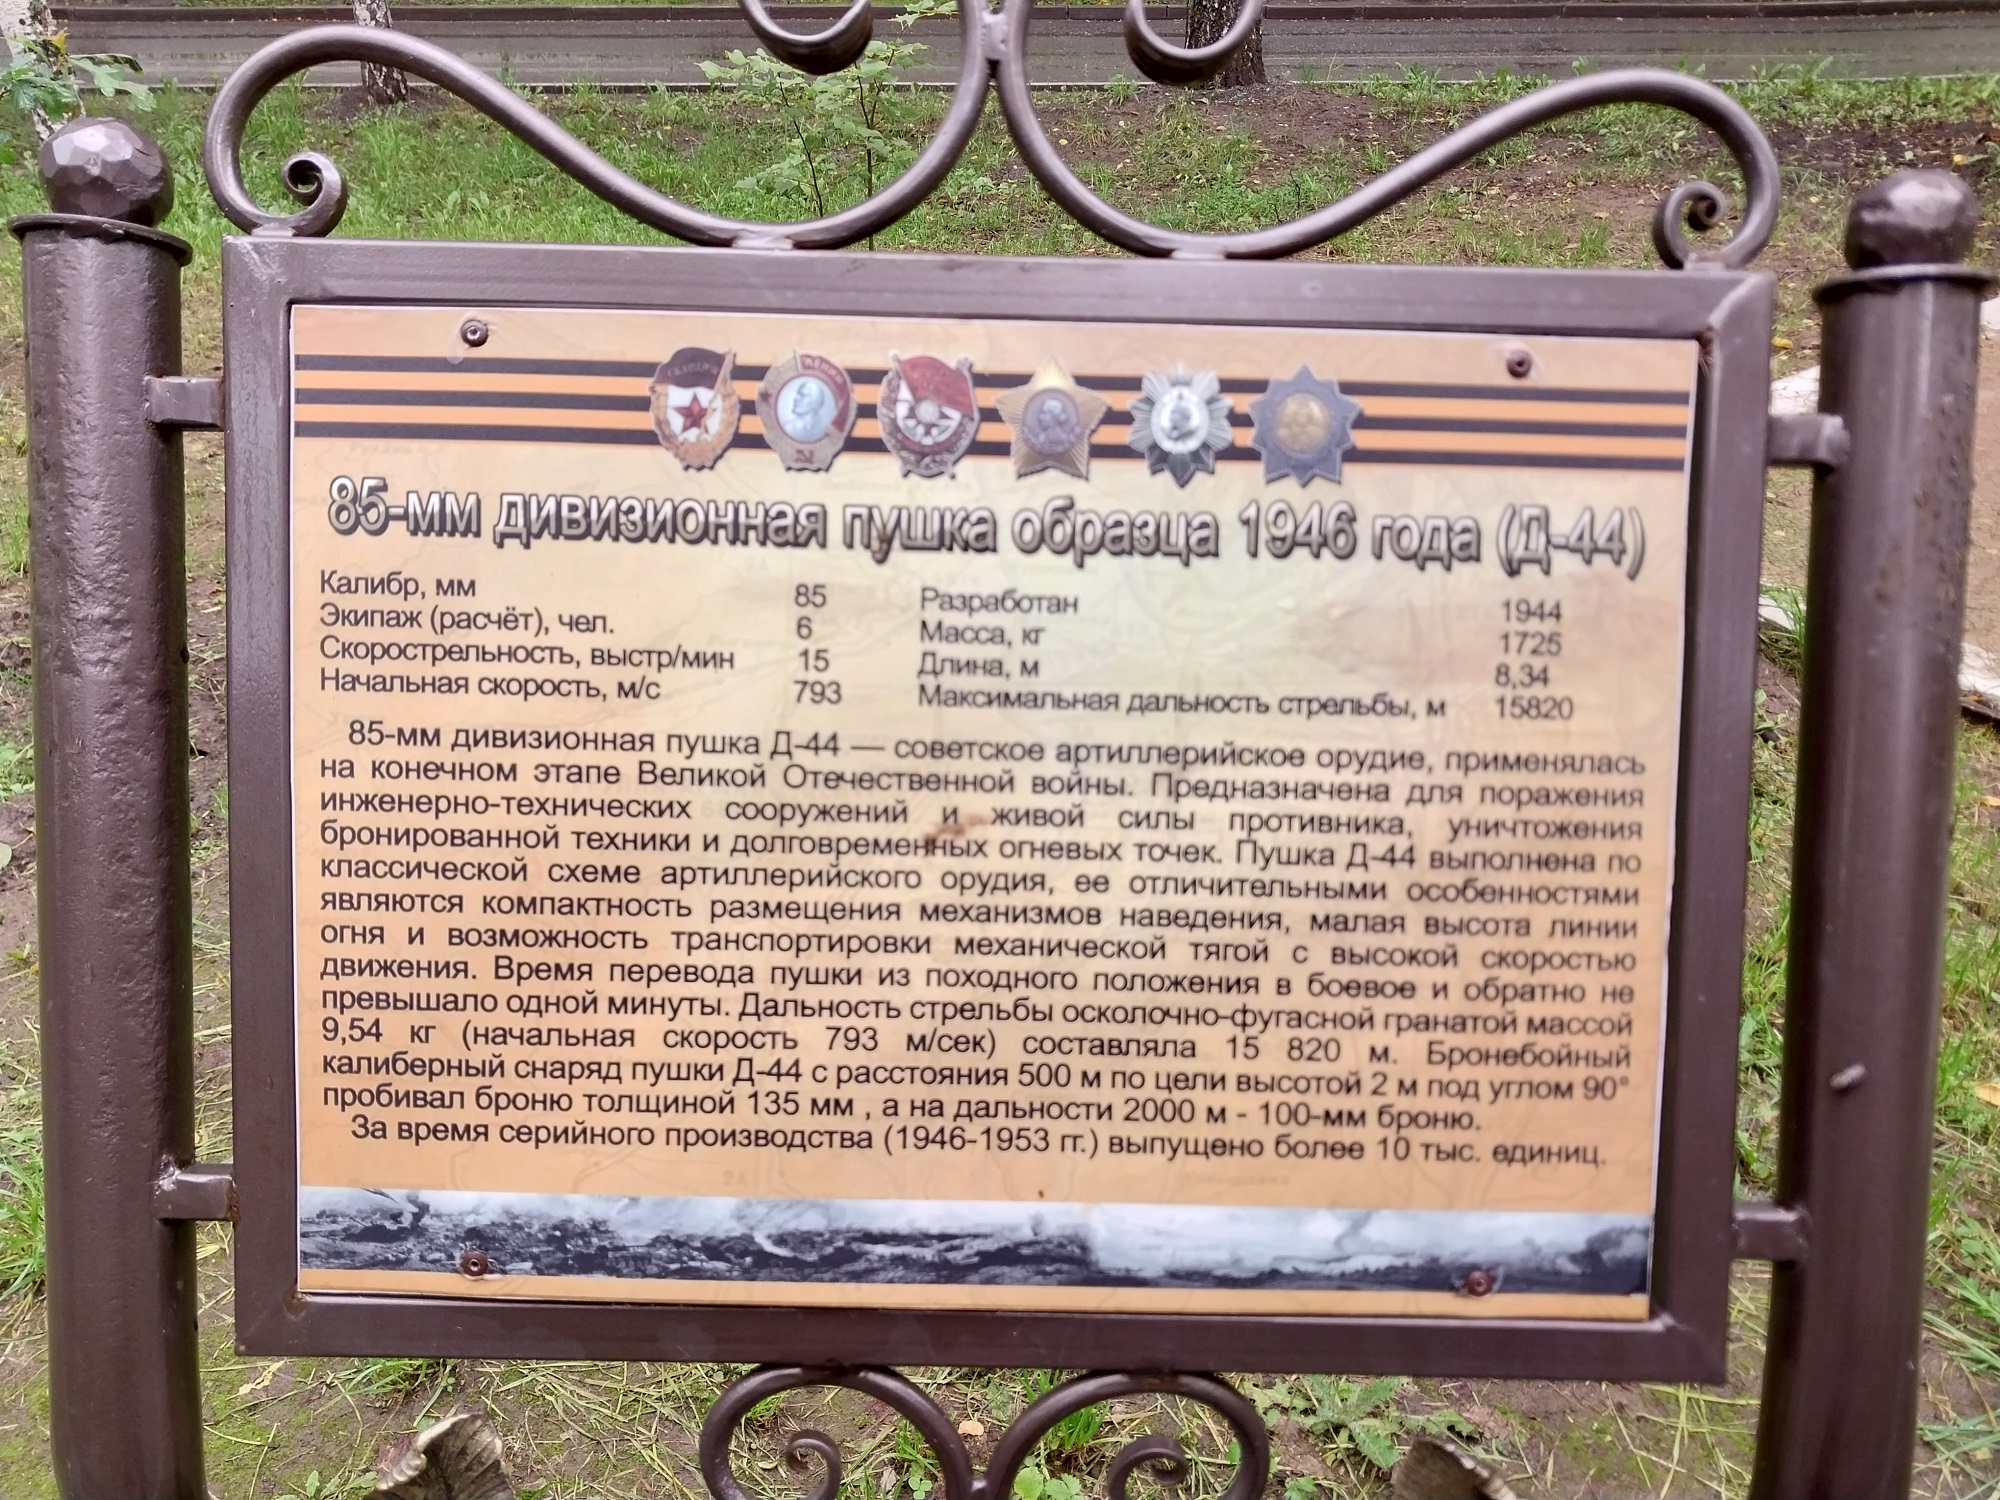 85-мм дивизионная пушка образца 1946 года (Д-44)
Калибр, мм 85 Разработан 1944
Экипаж (расчёт), чел. 6 Масса, кг 1725
Скорострельность, выстр/мин 15 Длина, м 8,34
Начальная скорость, м/с 793 Максимальная дальность стрельбы, м 15820
85-мм дивизионная пушка Д-44 — советское артиллерийское орудие, применялась
на конечном этапе Великой Отечественной войны. Предназначена для поражения
инженерно-технических сооружений и живой силы противника, уничтожения
бронированной техники и долговременных огневых точек. Пушка Д-44 выполнена по
классической схеме артиллерийского орудия, ее отличительными особенностями
являются компактность размещения механизмов наведения, малая высота линии
огня и возможность транспортировки механической тягой с высокой скоростью
движения. Время перевода пушки из походного положения в боевое и обратно не
превышало одной минуты. Дальность стрельбы осколочно-фугасной гранатой массой
9,54 кг (начальная скорость 793 м/сек) составляла 15 820 м. Бронебойный
калиберный снаряд пушки Д-44 с расстояния 500 м по цели высотой 2 м под углом 90°
пробивал броню толщиной 135 мм , а на дальности 2000 м - 100-мм броню.
За время серийного производства (1946-1953 гг.) выпущено более 10 тыс. единиц.